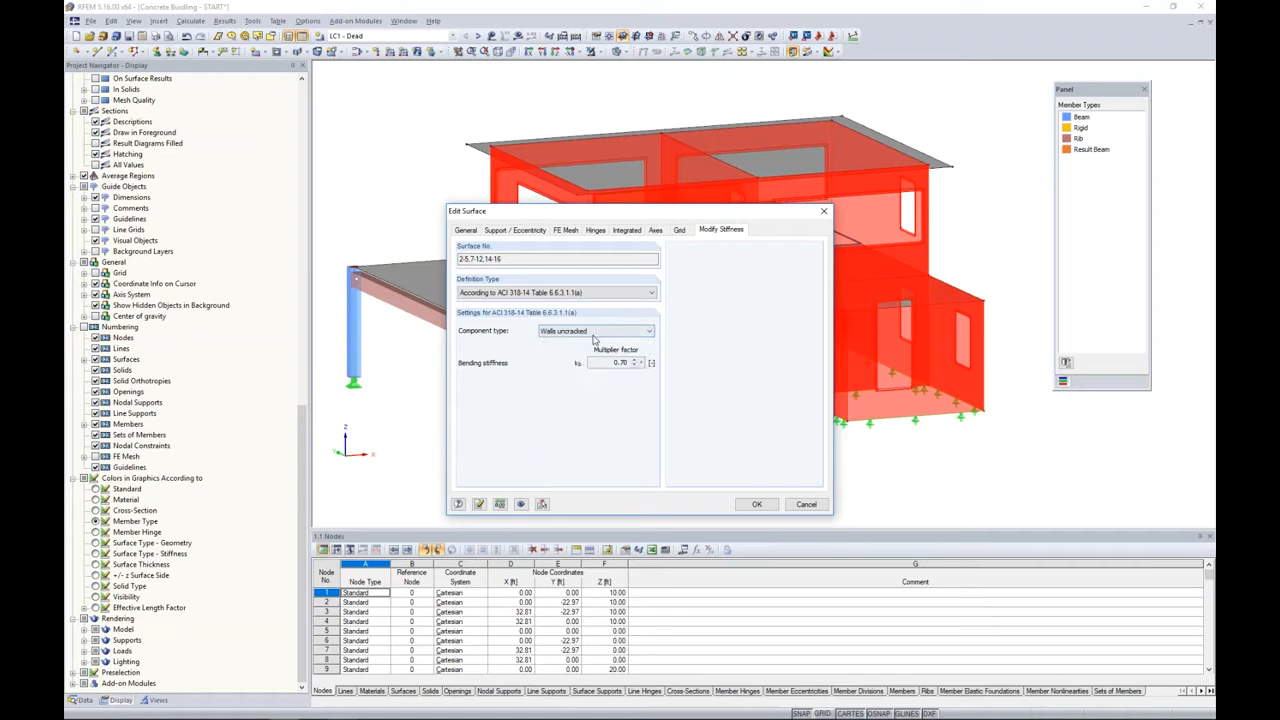 RFEM 5.16.00 x64 - [Concrete Buidling - START*]
File Edit View Insert Calculate Results Tools Table Options Add-on Modules Window Help
LC1 - Dead
Project Navigator - Display
On Surface Results
In Solids
Mesh Quality
Sections
Descriptions
Draw in Foreground
Result Diagrams Filled
Hatching
All Values
Average Regions
Guide Objects
Dimensions
Comments
Line Grids
Guidelines
Visual Objects
Background Layers
General
Grid
Coordinate Info on Cursor
Axis System
Show Hidden Objects in Background
Center of gravity
Numbering
Nodes
Lines
Surfaces
Solids
Solid Orthotropies
Openings
Nodal Supports
Line Supports
Members
Sets of Members
Nodal Constraints
FE Mesh
Guidelines
Colors in Graphics According to
Standard
Material
Cross-Section
Member Type
Member Hinge
Surface Type - Geometry
Surface Type - Stiffness
Surface Thickness
+/- z Surface Side
Solid Type
Visibility
Effective Length Factor
Rendering
Model
Supports
Loads
Lighting
Preselection
Add-on Modules
Data Display Views
Z
X
Panel
Member Types
Beam
Rigid
Rib
Result Beam
Edit Surface
General Support / Eccentricity FE Mesh Hinges Integrated Axes Grid Modify Stiffness
Surface No.
2-5,7-12,14-16
Definition Type
According to ACI 318-14 Table 6.6.3.1.1(a)
Settings for ACI 318-14 Table 6.6.3.1.1(a)
Component type: Walls uncracked
Multiplier factor
Bending stiffness kb 0.70 [-]
OK Cancel
1.1 Nodes
A B C D E F G
Node No. Node Type Reference Node Coordinate System Node Coordinates X [ft] Y [ft] Z [ft] Comment
1 Standard 0 Cartesian 0.00 0.00 10.00
2 Standard 0 Cartesian 0.00 -22.97 10.00
3 Standard 0 Cartesian 32.81 -22.97 10.00
4 Standard 0 Cartesian 32.81 0.00 10.00
5 Standard 0 Cartesian 0.00 0.00 0.00
6 Standard 0 Cartesian 0.00 -22.97 0.00
7 Standard 0 Cartesian 32.81 -22.97 0.00
8 Standard 0 Cartesian 32.81 0.00 0.00
9 Standard 0 Cartesian 0.00 0.00 20.00
Nodes Lines Materials Surfaces Solids Openings Nodal Supports Line Supports Surface Supports Line Hinges Cross-Sections Member Hinges Member Eccentricities Member Divisions Members Ribs Member Elastic Foundations Member Nonlinearities Sets of Members
SNAP GRID CARTES OSNAP GLINES DXF